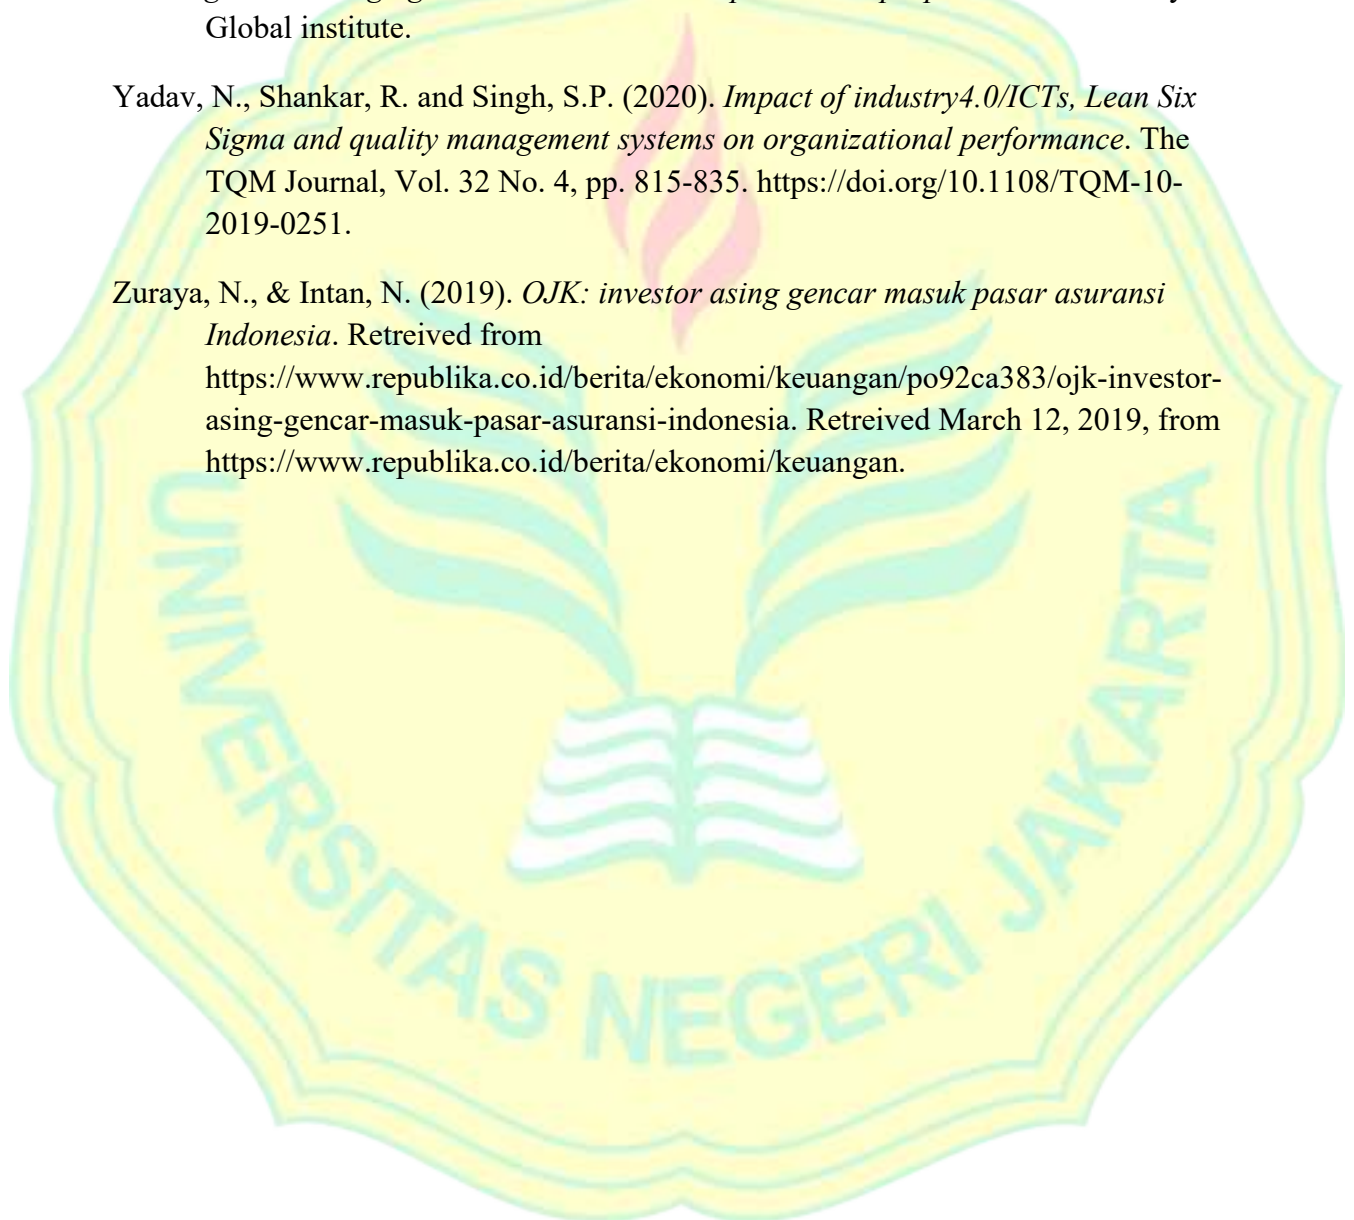 Global institute.
Yadav, N., Shankar, R. and Singh, S.P. (2020). Impact of industry4.0/ICTs, Lean Six
Sigma and quality management systems on organizational performance. The
TQM Journal, Vol. 32 No. 4, pp. 815-835. https://doi.org/10.1108/TQM-10-
2019-0251.
Zuraya, N., & Intan, N. (2019). OJK: investor asing gencar masuk pasar asuransi
Indonesia. Retreived from
https://www.republika.co.id/berita/ekonomi/keuangan/po92ca383/ojk-investor-
asing-gencar-masuk-pasar-asuransi-indonesia. Retreived March 12, 2019, from
https://www.republika.co.id/berita/ekonomi/keuangan.
UNIVERSITAS NEGERI JAKARTA